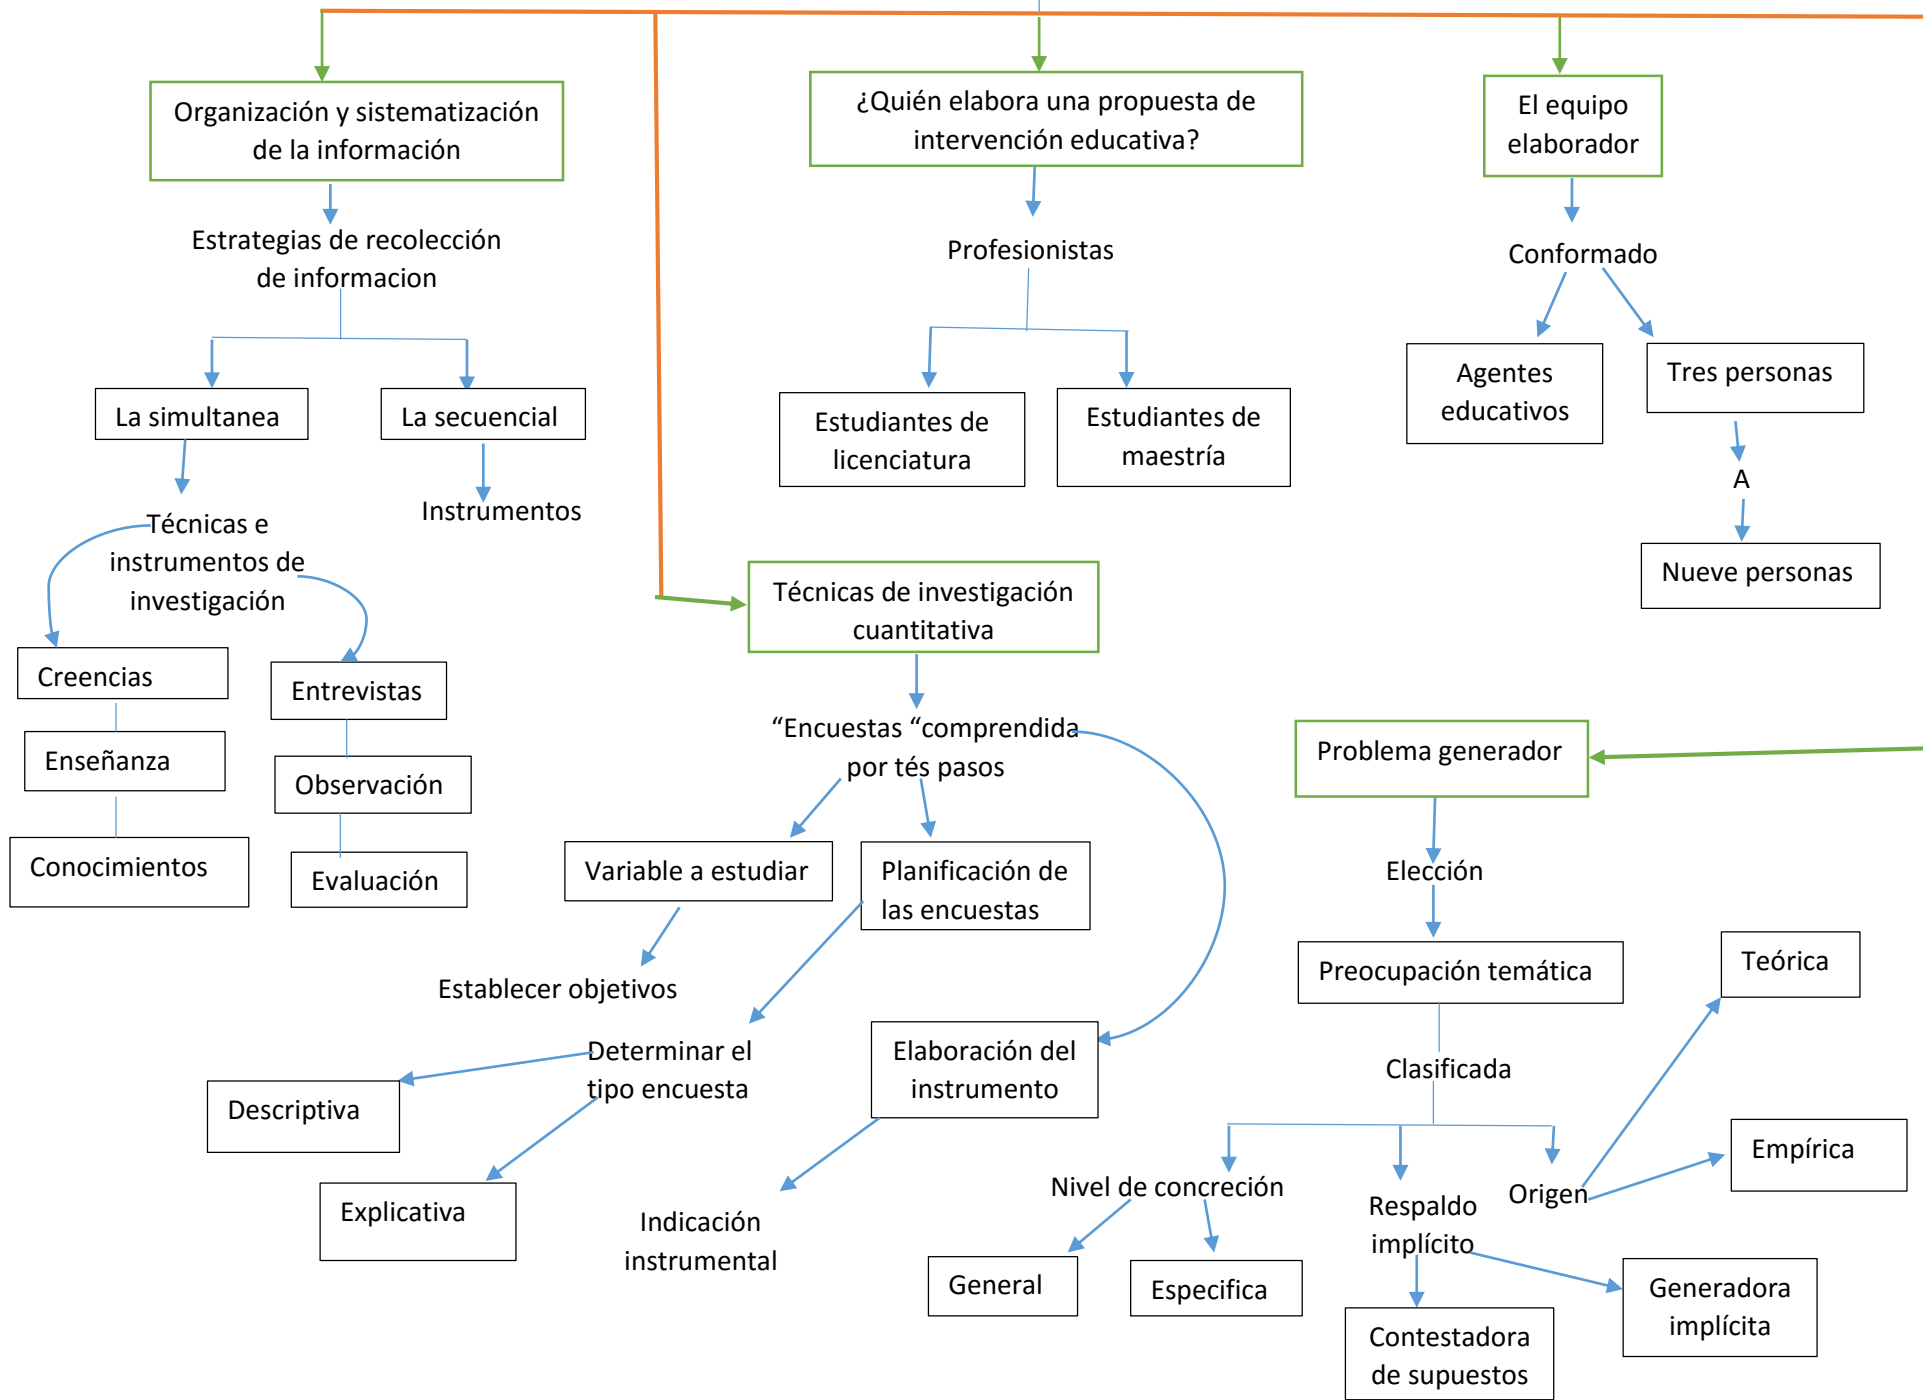 Organización y sistematización
de la información
¿Quién elabora una propuesta de
intervención educativa?
El equipo
elaborador
Estrategias de recolección
de informacion
Profesionistas
Conformado
La simultanea
La secuencial
Estudiantes de
licenciatura
Estudiantes de
maestría
Agentes
educativos
Tres personas
A
Nueve personas
Técnicas e
instrumentos de
investigación
Instrumentos
Creencias
Enseñanza
Conocimientos
Entrevistas
Observación
Evaluación
Técnicas de investigación
cuantitativa
“Encuestas “comprendida
por tés pasos
Variable a estudiar
Planificación de
las encuestas
Establecer objetivos
Determinar el
tipo encuesta
Elaboración del
instrumento
Descriptiva
Explicativa
Indicación
instrumental
Problema generador
Elección
Preocupación temática
Clasificada
Nivel de concreción
Respaldo
implícito
Origen
Teórica
Empírica
General
Especifica
Contestadora
de supuestos
Generadora
implícita